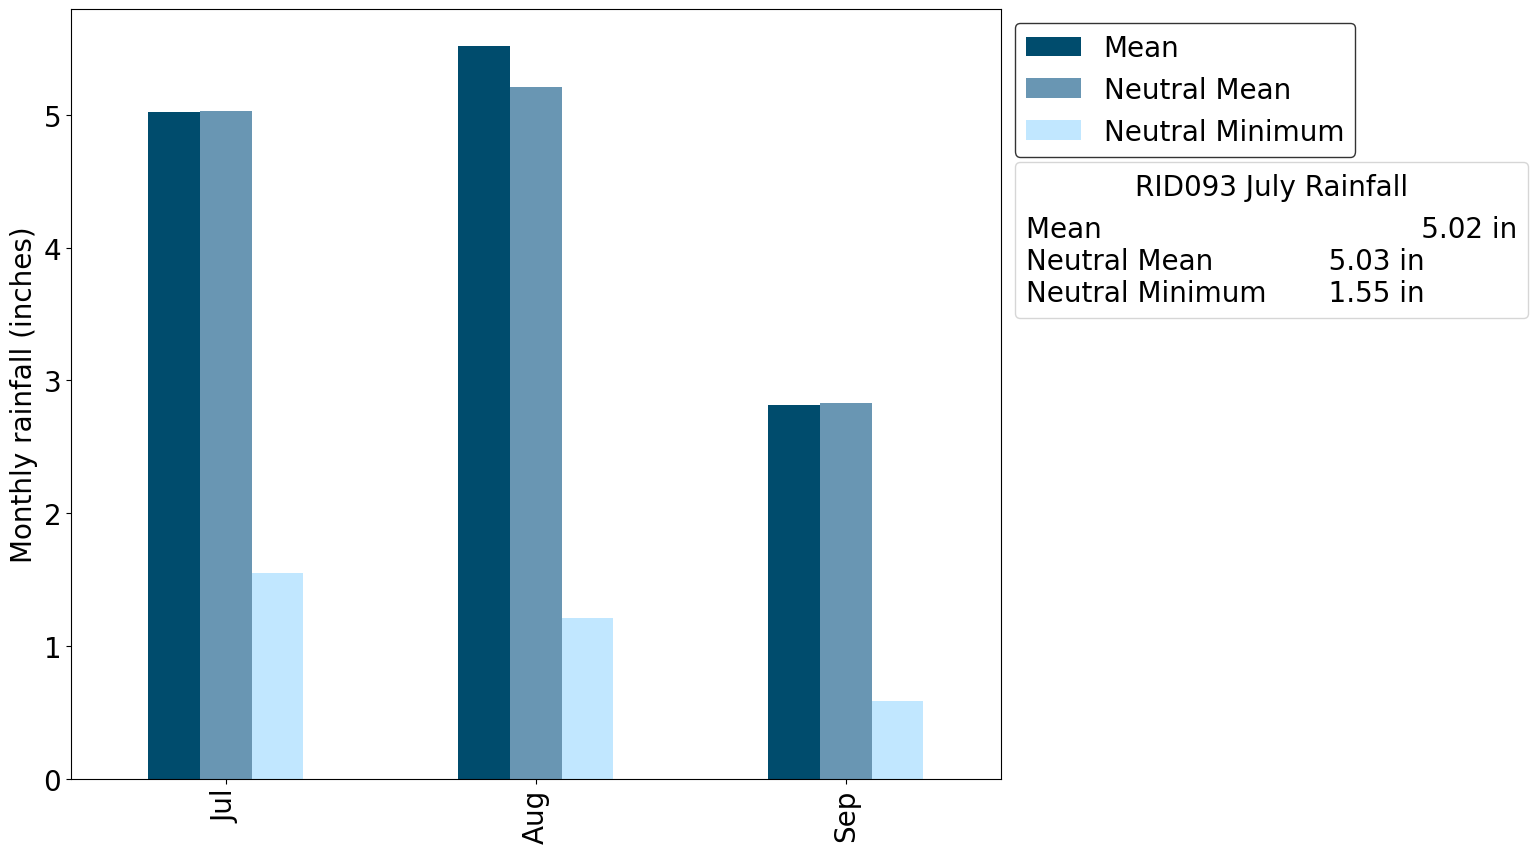 Mean
Neutral Mean
Neutral Minimum
RID093 July Rainfall
Mean 5.02 in
Neutral Mean 5.03 in
Neutral Minimum 1.55 in
Monthly rainfall (inches)
5
4
3
2
1
0
Jul
Aug
Sep